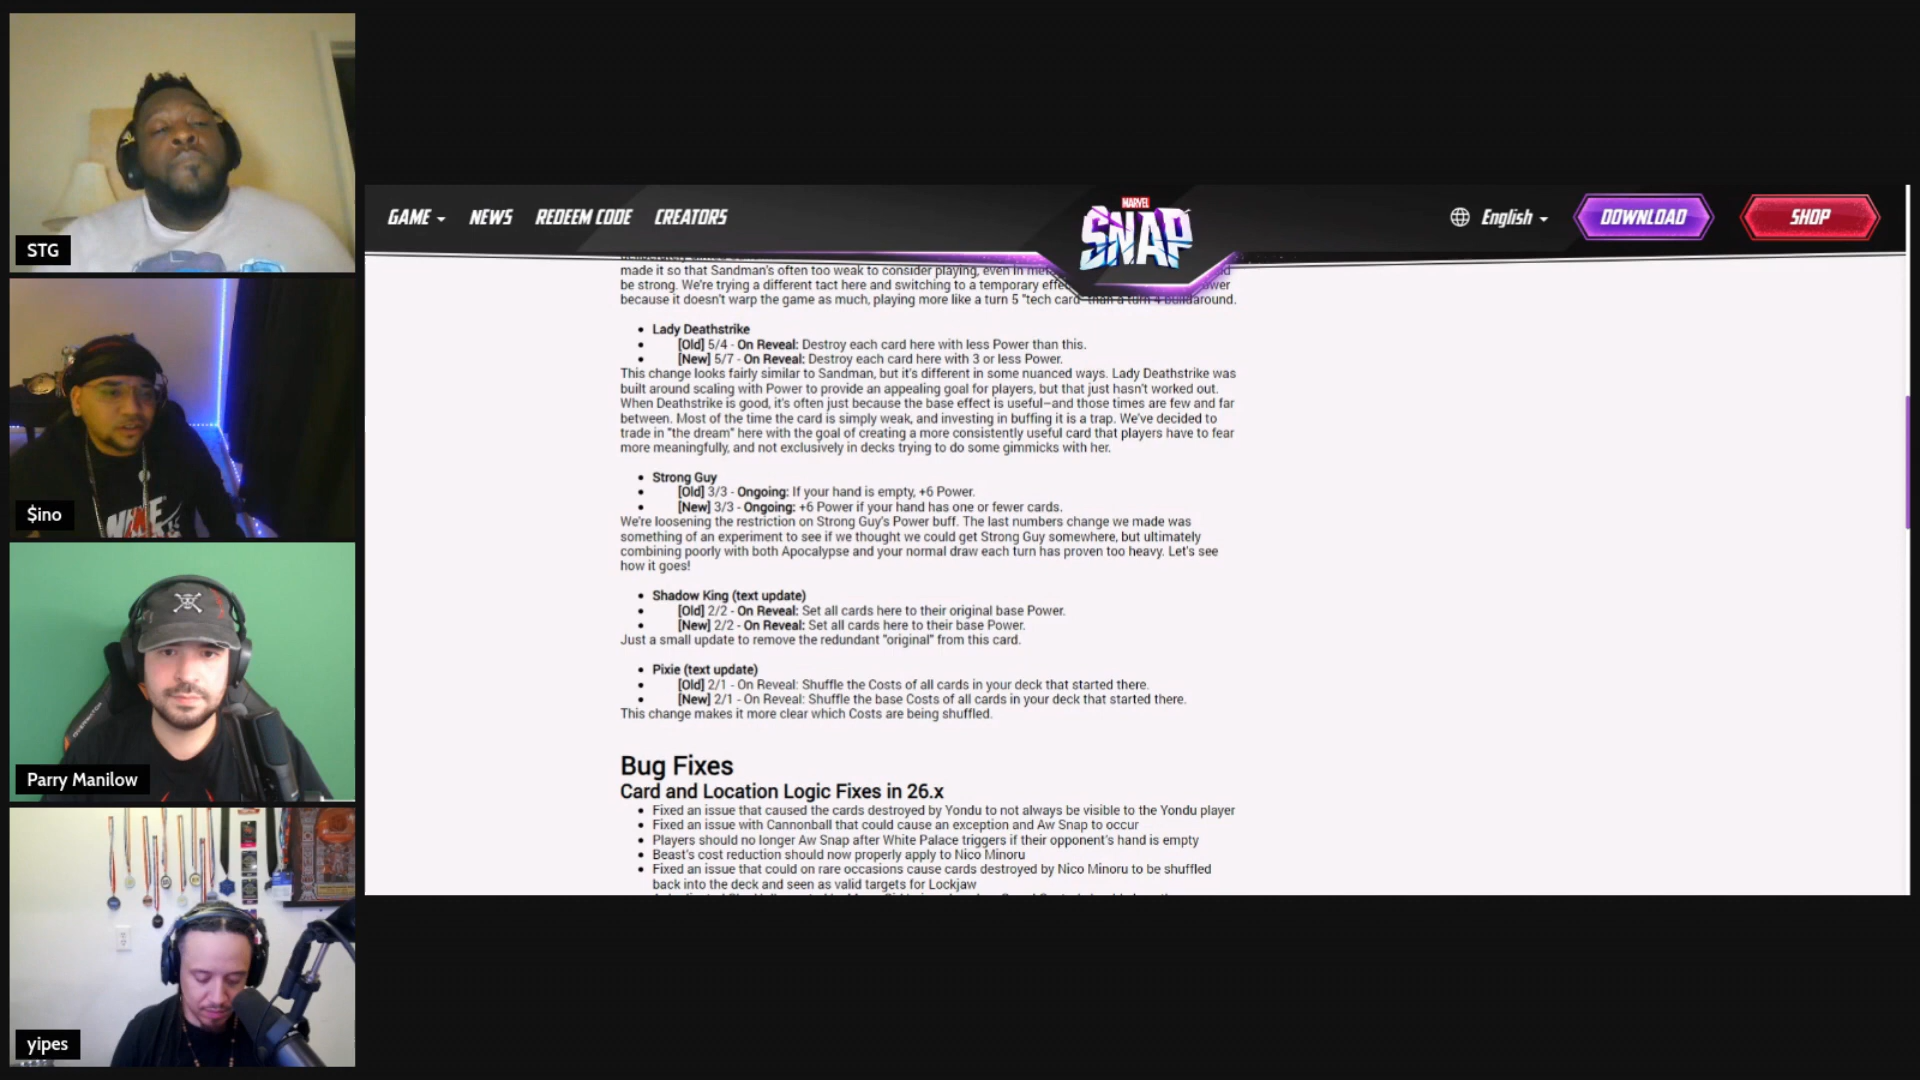 STG
$ino
Parry Manilow
OVERWATCH
NIKE
yipes
GAME
NEWS
REDEEM CODE
CREATORS
MARVEL
SNAP
English
DOWNLOAD
SHOP
made it so that Sandman's often too weak to consider playing, even in
be strong. We're trying a different tact here and switching to a temporary
because it doesn't warp the game as much, playing more like a turn 5 "tech card" than a turn 4 buildaround.
• Lady Deathstrike
• [Old] 5/4 - On Reveal: Destroy each card here with less Power than this.
• [New] 5/7 - On Reveal: Destroy each card here with 3 or less Power.
This change looks fairly similar to Sandman, but it's different in some nuanced ways. Lady Deathstrike was
built around scaling with Power to provide an appealing goal for players, but that just hasn't worked out.
When Deathstrike is good, it's often just because the base effect is useful—and those times are few and far
between. Most of the time the card is simply weak, and investing in buffing it is a trap. We've decided to
trade in "the dream" here with the goal of creating a more consistently useful card that players have to fear
more meaningfully, and not exclusively in decks trying to do some gimmicks with her.
• Strong Guy
• [Old] 3/3 - Ongoing: If your hand is empty, +6 Power.
• [New] 3/3 - Ongoing: +6 Power if your hand has one or fewer cards.
We're loosening the restriction on Strong Guy's Power buff. The last numbers change we made was
something of an experiment to see if we thought we could get Strong Guy somewhere, but ultimately
combining poorly with both Apocalypse and your normal draw each turn has proven too heavy. Let's see
how it goes!
• Shadow King (text update)
• [Old] 2/2 - On Reveal: Set all cards here to their original base Power.
• [New] 2/2 - On Reveal: Set all cards here to their base Power.
Just a small update to remove the redundant "original" from this card.
• Pixie (text update)
• [Old] 2/1 - On Reveal: Shuffle the Costs of all cards in your deck that started there.
• [New] 2/1 - On Reveal: Shuffle the base Costs of all cards in your deck that started there.
This change makes it more clear which Costs are being shuffled.
Bug Fixes
Card and Location Logic Fixes in 26.x
• Fixed an issue that caused the cards destroyed by Yondu to not always be visible to the Yondu player
• Fixed an issue with Cannonball that could cause an exception and Aw Snap to occur
• Players should no longer Aw Snap after White Palace triggers if their opponent's hand is empty
• Beast's cost reduction should now properly apply to Nico Minoru
• Fixed an issue that could on rare occasions cause cards destroyed by Nico Minoru to be shuffled
back into the deck and seen as valid targets for Lockjaw